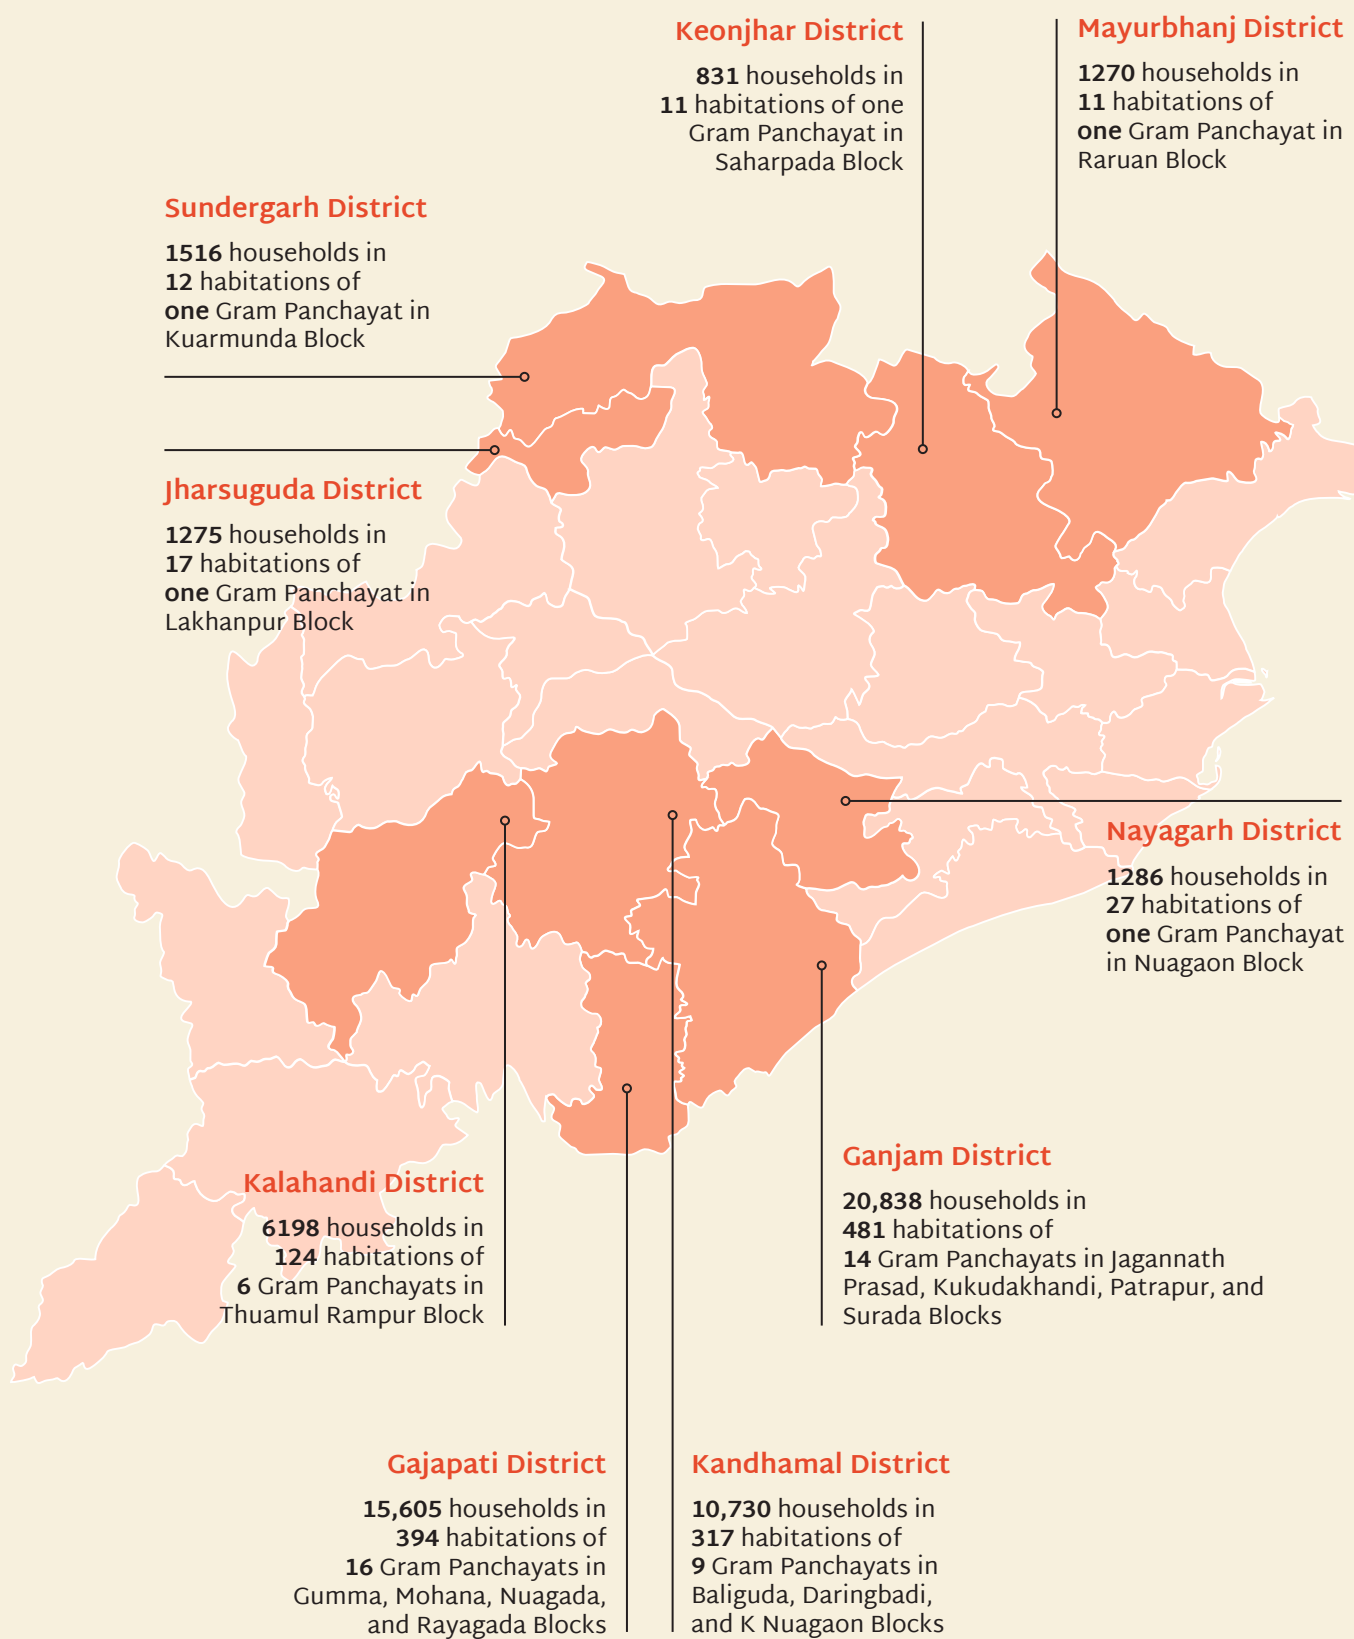 Keonjhar District
831 households in
11 habitations of one
Gram Panchayat in
Saharpada Block
Mayurbhanj District
1270 households in
11 habitations of
one Gram Panchayat in
Raruan Block
Sundergarh District
1516 households in
12 habitations of
one Gram Panchayat in
Kuarmunda Block
Jharsuguda District
1275 households in
17 habitations of
one Gram Panchayat in
Lakhanpur Block
Nayagarh District
1286 households in
27 habitations of
one Gram Panchayat
in Nuagaon Block
Kalahandi District
6198 households in
124 habitations of
6 Gram Panchayats in
Thuamul Rampur Block
Ganjam District
20,838 households in
481 habitations of
14 Gram Panchayats in Jagannath
Prasad, Kukudakhandi, Patrapur, and
Surada Blocks
Gajapati District
15,605 households in
394 habitations of
16 Gram Panchayats in
Gumma, Mohana, Nuagada,
and Rayagada Blocks
Kandhamal District
10,730 households in
317 habitations of
9 Gram Panchayats in
Baliguda, Daringbadi,
and K Nuagaon Blocks